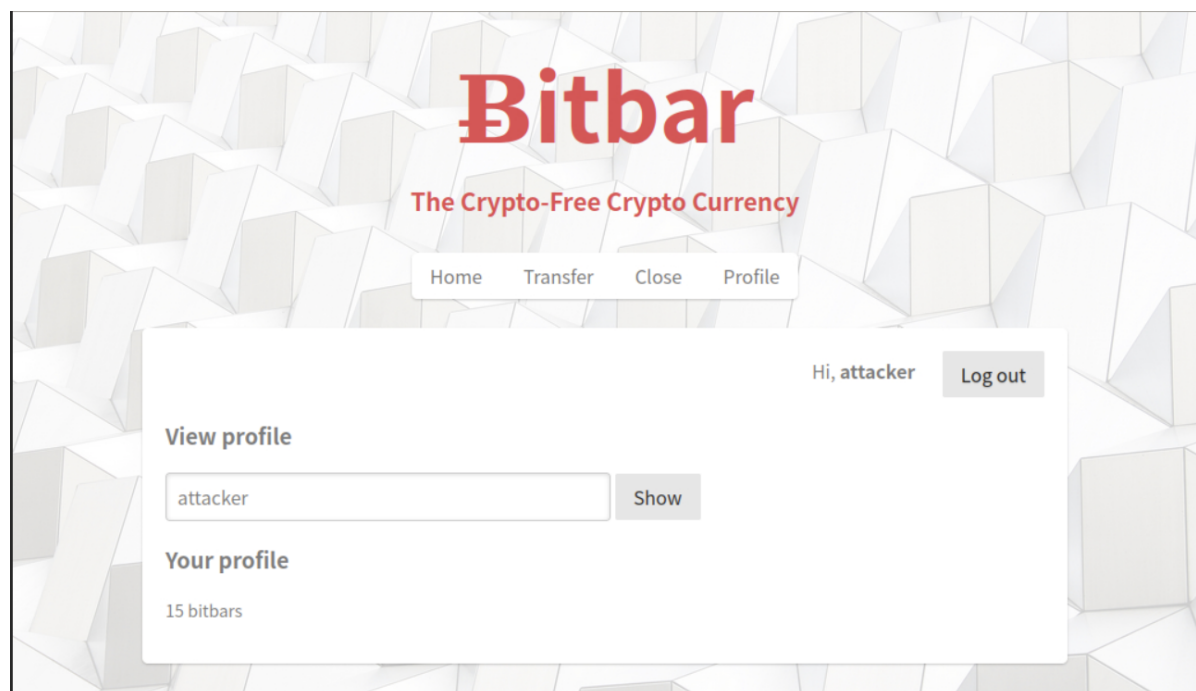 Ƀitbar
The Crypto-Free Crypto Currency
Home Transfer Close Profile
Hi, attacker Log out
View profile
attacker Show
Your profile
15 bitbars